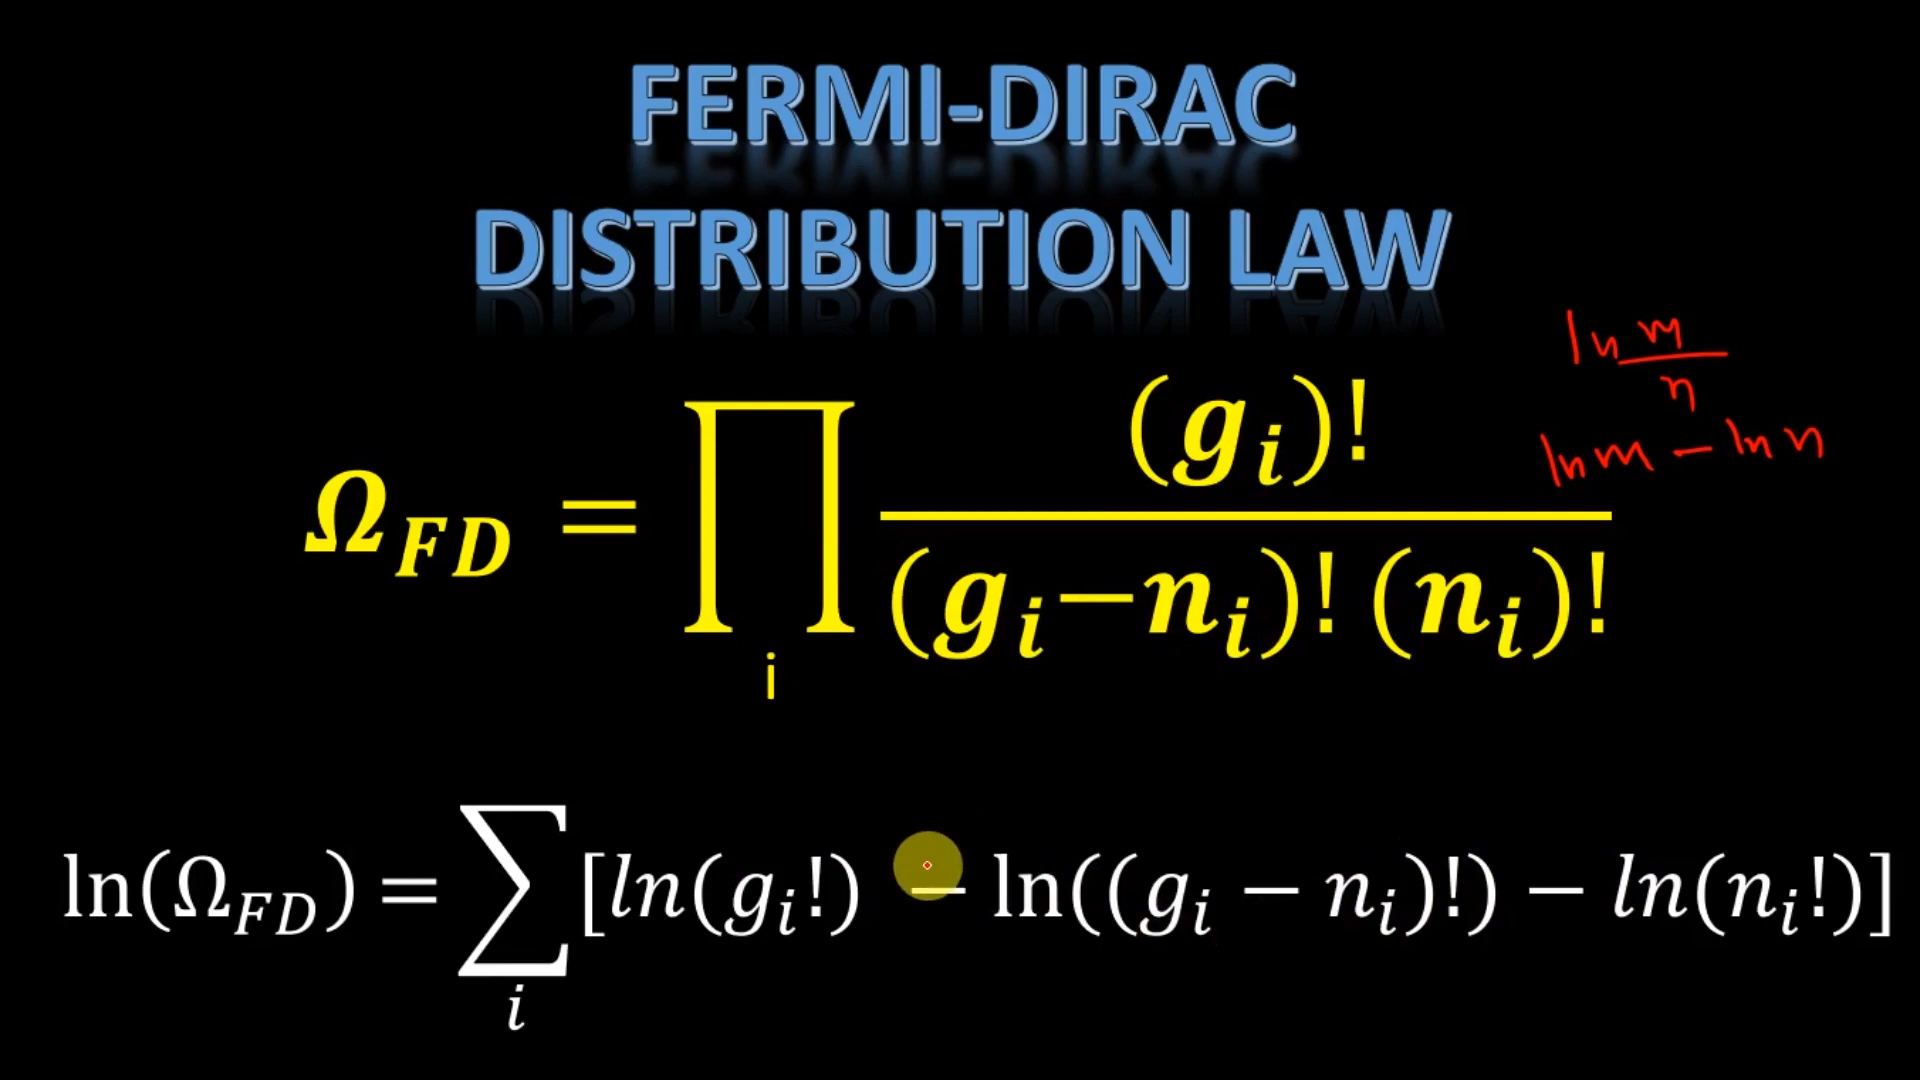 FERMI-DIRAC
DISTRIBUTION LAW
ln m/n
ln m − ln n
Ω_FD = ∏_i (g_i)! / (g_i−n_i)! (n_i)!
ln(Ω_FD) = ∑_i [ln(g_i!) − ln((g_i − n_i)!) − ln(n_i!)]